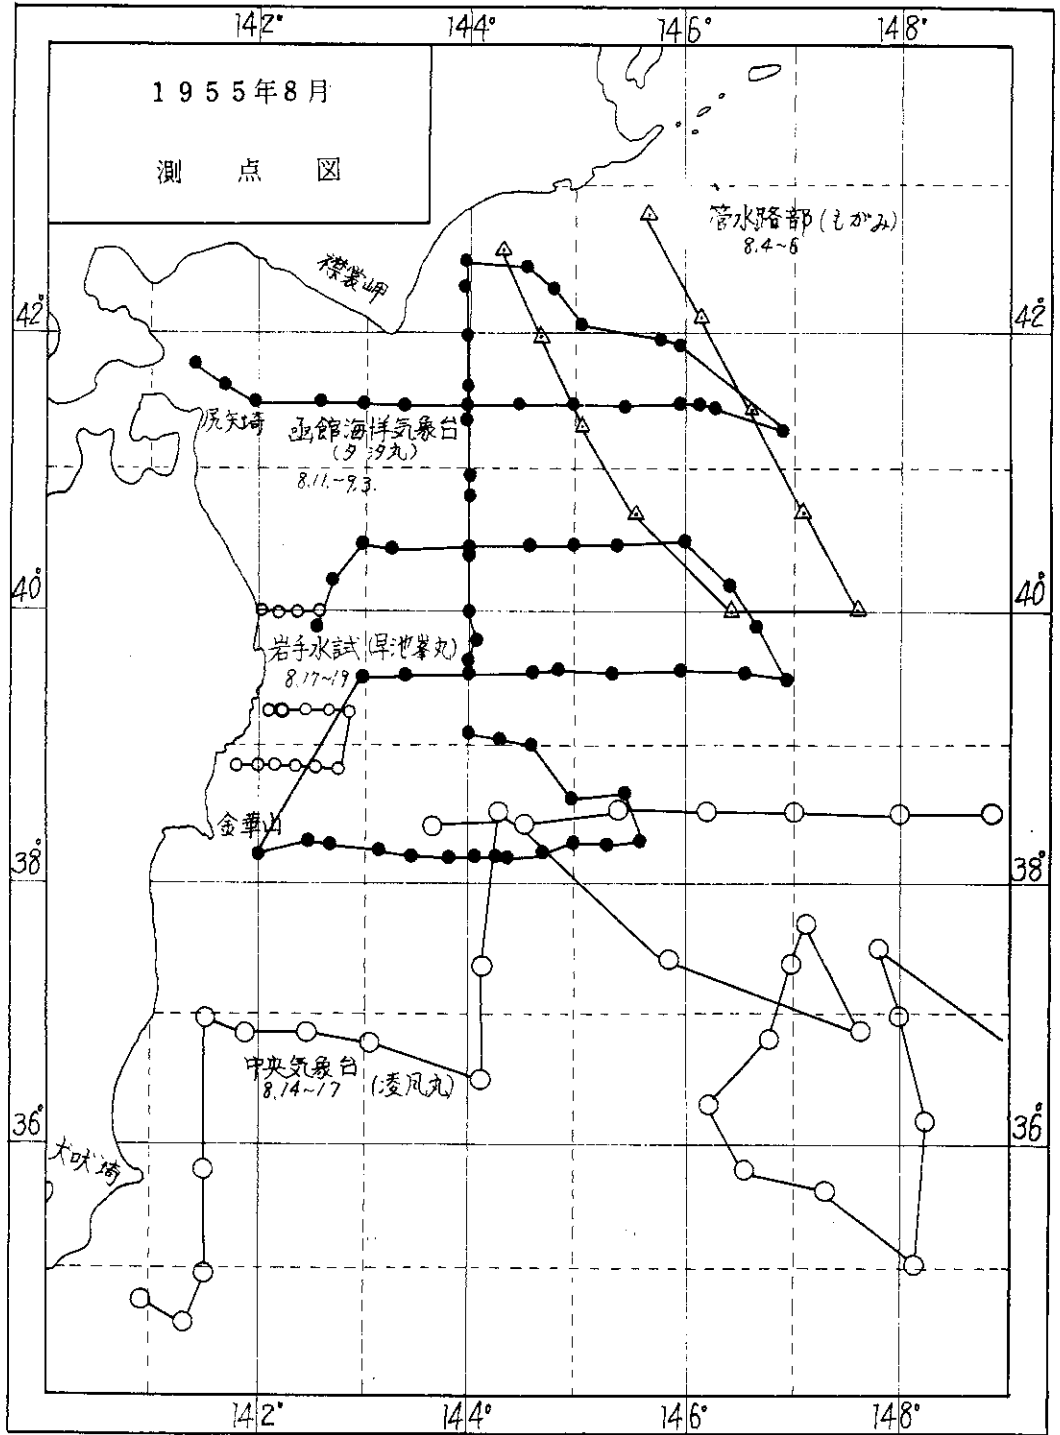 142° 144° 146° 148°
1955年8月
測点図
管水路部(もがみ)
8.4~6
襟裳岬
42° 42°
尻矢埼
函館海洋気象台
(夕汐丸)
8.11.~9.3.
40° 40°
岩手水試(早池峯丸)
8.17~19
金華山
38° 38°
中央気象台
8.14~17 (凌风丸)
36° 36°
犬吠埼
142° 144° 146° 148°